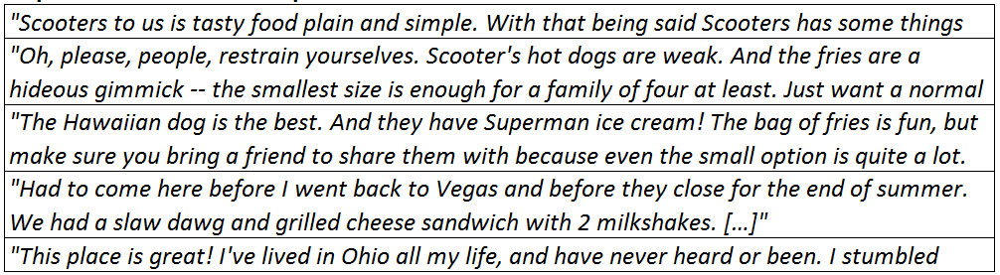 "Scooters to us is tasty food plain and simple. With that being said Scooters has some things
"Oh, please, people, restrain yourselves. Scooter's hot dogs are weak. And the fries are a
hideous gimmick -- the smallest size is enough for a family of four at least. Just want a normal
"The Hawaiian dog is the best. And they have Superman ice cream! The bag of fries is fun, but
make sure you bring a friend to share them with because even the small option is quite a lot.
"Had to come here before I went back to Vegas and before they close for the end of summer.
We had a slaw dawg and grilled cheese sandwich with 2 milkshakes. […]"
"This place is great! I've lived in Ohio all my life, and have never heard or been. I stumbled